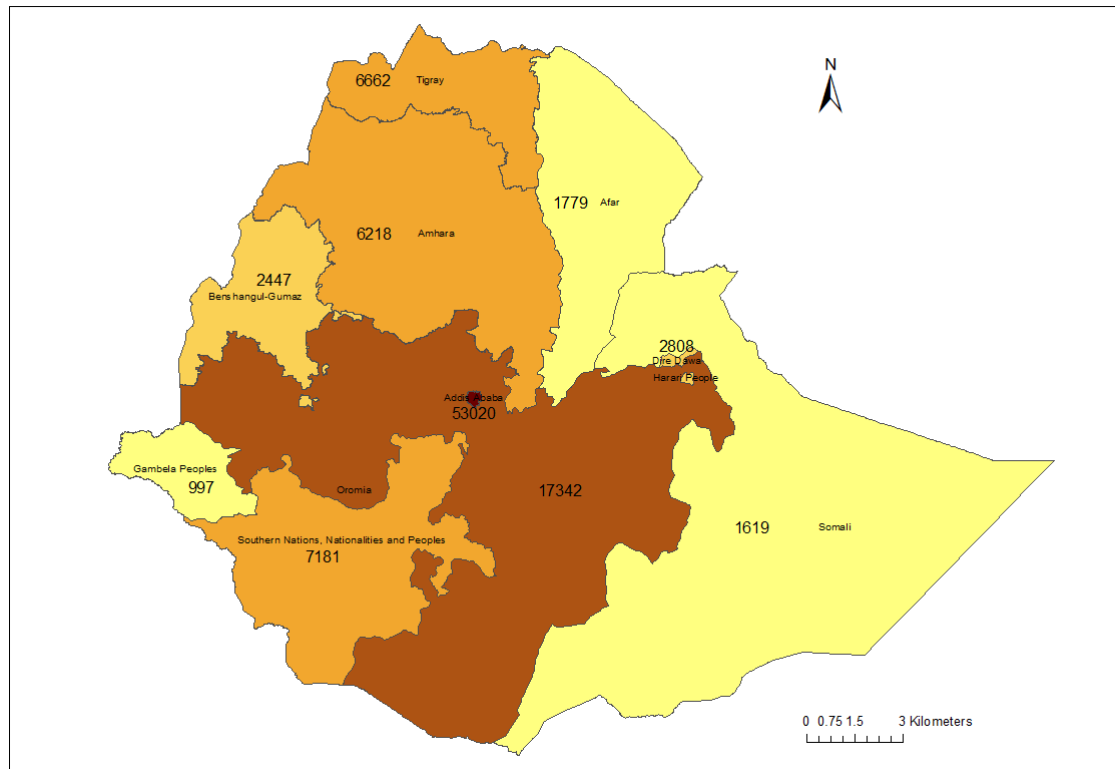 N
6662 Tigray
1779 Afar
6218 Amhara
2447
Benshangul-Gumaz
2808
Dire Dawa
Harari People
Addis Ababa
53020
Gambela Peoples
997
Oromia
17342
1619 Somali
Southern Nations, Nationalities and Peoples
7181
0 0.75 1.5 3 Kilometers